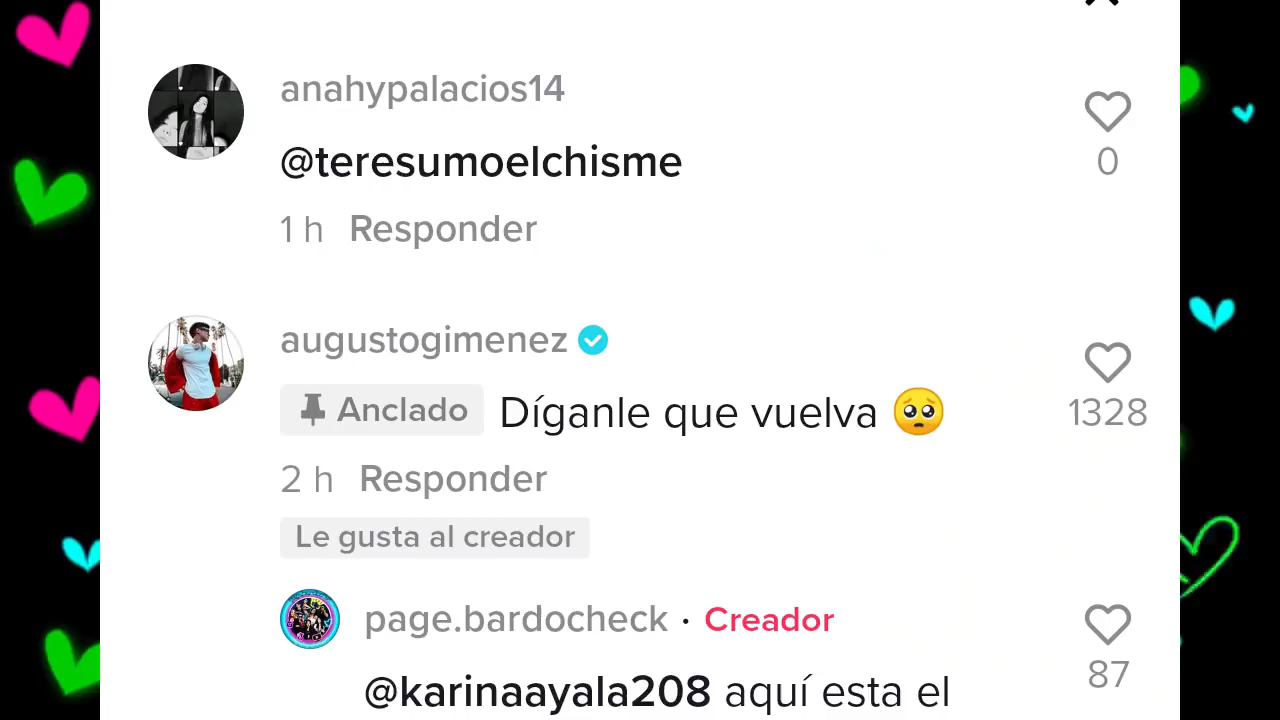 anahypalacios14
@teresumoelchisme
0
1 h Responder
augustogimenez
Anclado Díganle que vuelva 🥺
1328
2 h Responder
Le gusta al creador
page.bardocheck · Creador
@karinaayala208 aquí esta el
87